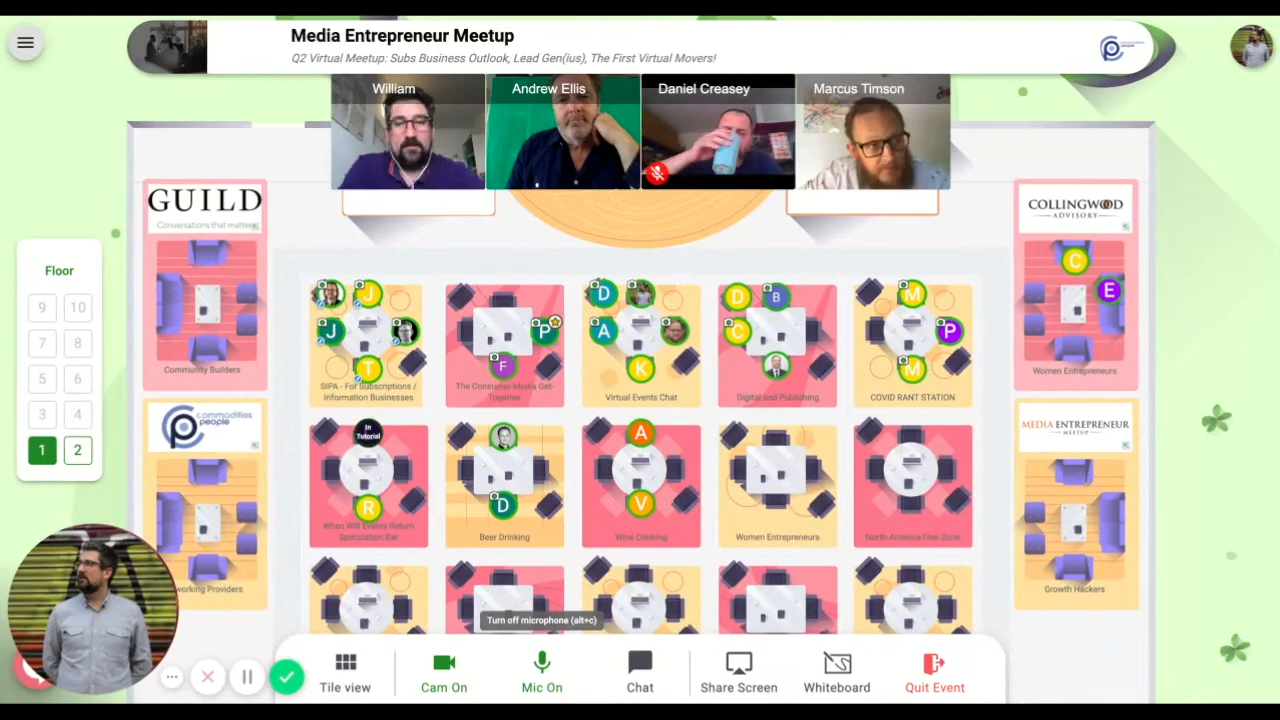 Media Entrepreneur Meetup
Q2 Virtual Meetup: Subs Business Outlook, Lead Gen(ius), The First Virtual Movers!
commodities
people
William
Andrew Ellis
Daniel Creasey
Marcus Timson
GUILD
Conversations that matter
Community Builders
COLLINGWOOD
ADVISORY
C
E
Women Entrepreneurs
Floor
9 10
7 8
5 6
3 4
1 2
J
J
T
SIPA - For Subscriptions /
Information Businesses
P
F
The Consumer Media Get-
Together
D
A
K
Virtual Events Chat
D
B
C
Digital and Publishing
M
P
M
COVID RANT STATION
commodities
people
working Providers
In
Tutorial
R
When Will Events Return
Speculation Bar
D
Beer Drinking
A
V
Wine Drinking
Women Entrepreneurs
North America Free-Zone
MEDIA ENTREPRENEUR
MEETUP
Growth Hackers
Turn off microphone (alt+c)
Tile view
Cam On
Mic On
Chat
Share Screen
Whiteboard
Quit Event